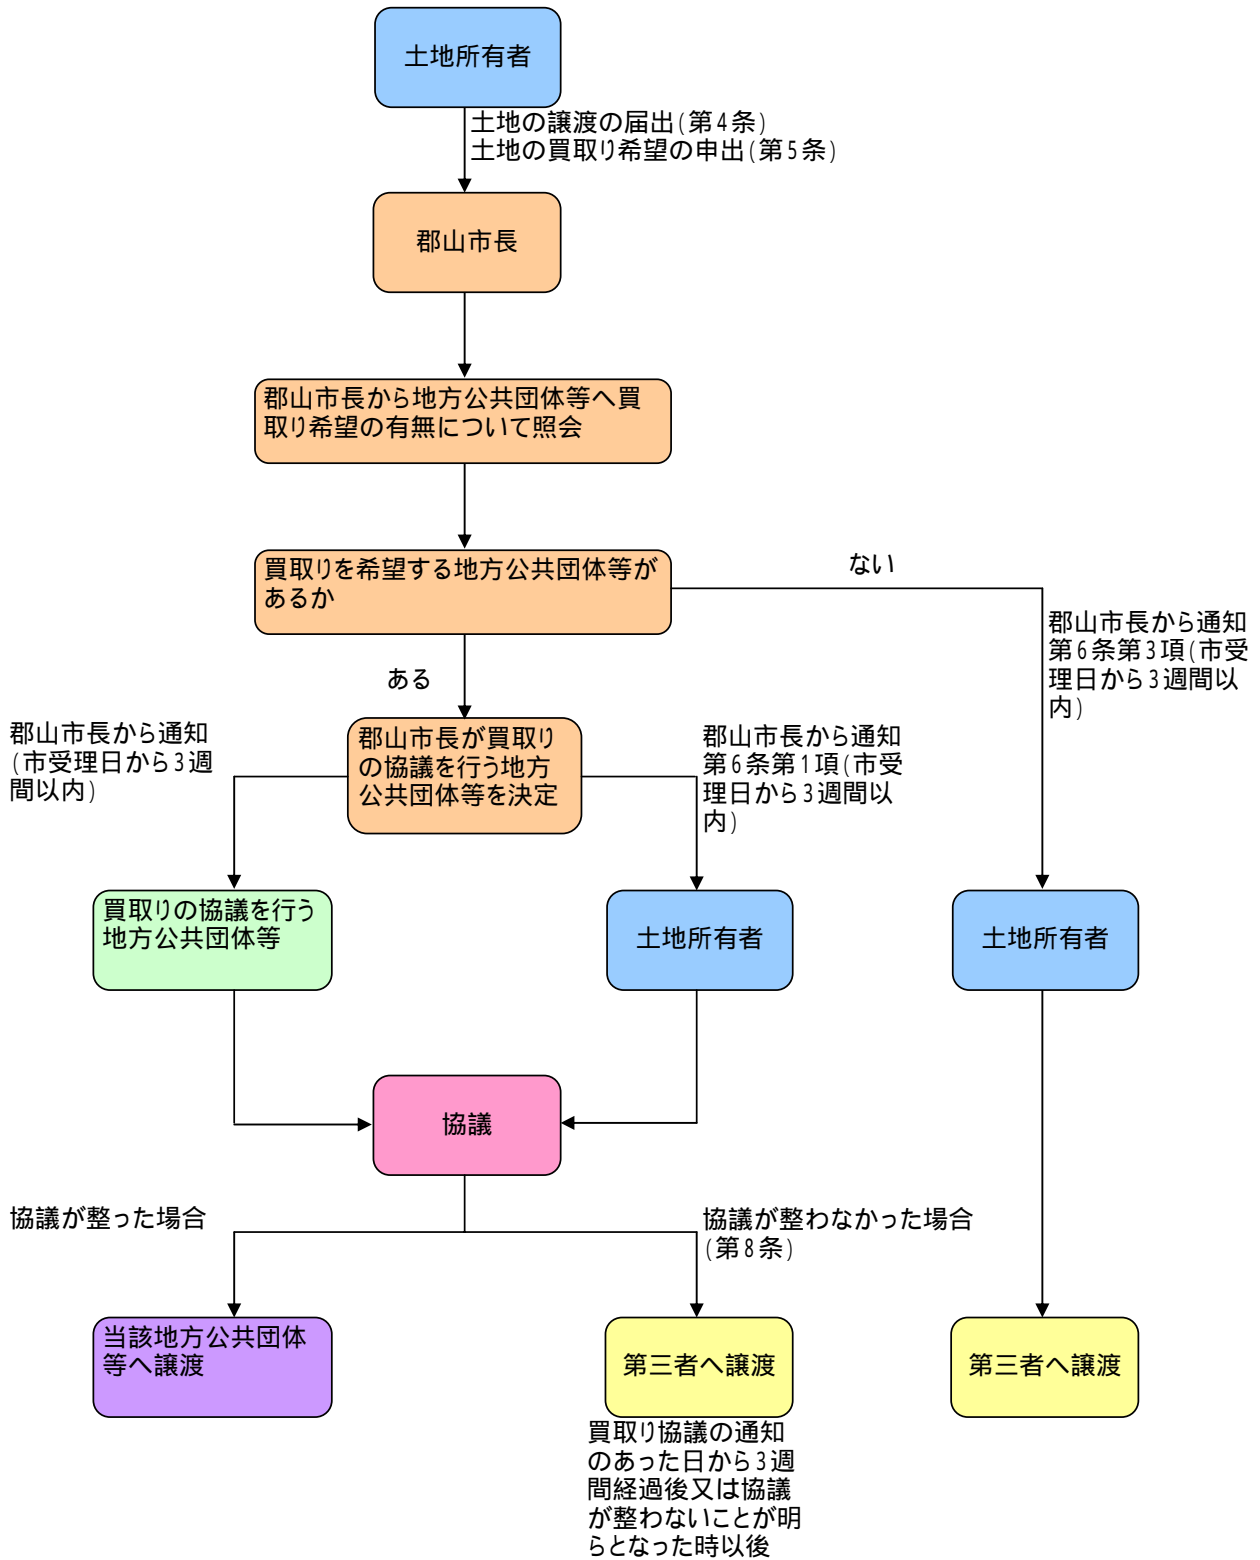 土地所有者
土地の譲渡の届出(第4条)
土地の買取り希望の申出(第5条)
郡山市長
郡山市長から地方公共団体等へ買
取り希望の有無について照会
買取りを希望する地方公共団体等が
あるか
ない
郡山市長から通知
第6条第3項(市受
理日から3週間以
内)
ある
郡山市長から通知
(市受理日から3週
間以内)
郡山市長が買取り
の協議を行う地方
公共団体等を決定
郡山市長から通知
第6条第1項(市受
理日から3週間以
内)
買取りの協議を行う
地方公共団体等
土地所有者
土地所有者
協議
協議が整った場合
協議が整わなかった場合
(第8条)
当該地方公共団体
等へ譲渡
第三者へ譲渡
第三者へ譲渡
買取り協議の通知
のあった日から3週
間経過後又は協議
が整わないことが明
らとなった時以後